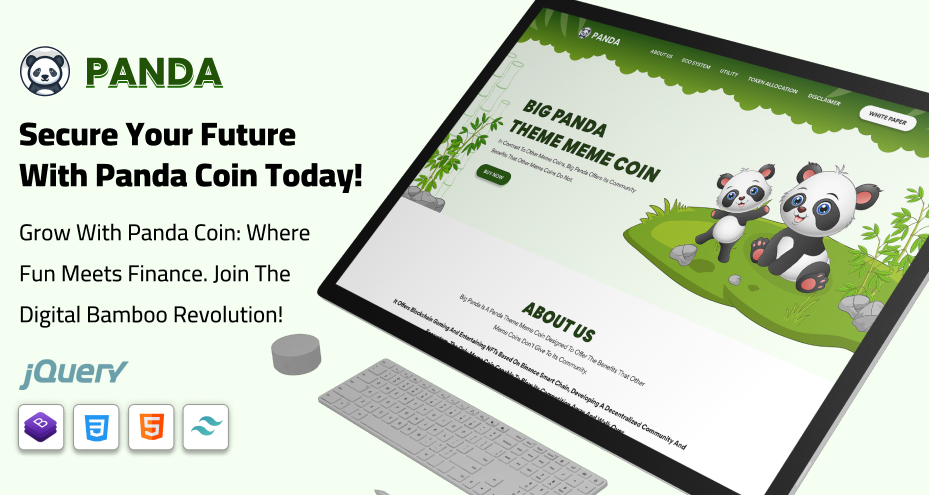 PANDA
Secure Your Future
With Panda Coin Today!
Grow With Panda Coin: Where
Fun Meets Finance. Join The
Digital Bamboo Revolution!
jQuery
B
3
5
PANDA
ABOUT US
ECO SYSTEM
UTILITY
TOKEN ALLOCATION
DISCLAIMER
WHITE PAPER
BIG PANDA
THEME MEME COIN
In Contrast To Other Meme Coins, Big Panda Offers Its Community
Benefits That Other Meme Coins Do Not.
BUY NOW
ABOUT US
Big Panda Is A Panda Theme Meme Coin Designed To Offer The Benefits That Other
Meme Coins Don't Give To Its Community.
It Offers Blockchain Gaming And Entertaining NFTs Based On Binance Smart Chain, Developing A Decentralized Community And